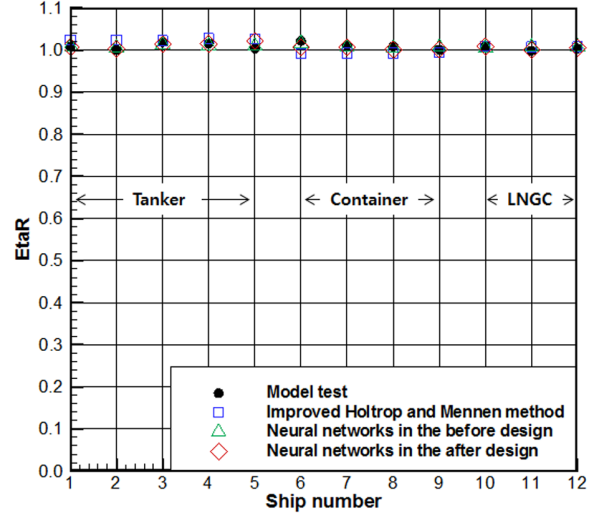 1.1
1.0
0.9
0.8
0.7
Tanker
Container
LNGC
0.6
EtaR
0.5
0.4
0.3
0.2
Model test
Improved Holtrop and Mennen method
0.1
Neural networks in the before design
Neural networks in the after design
0.0
1 2 3 4 5 6 7 8 9 10 11 12
Ship number